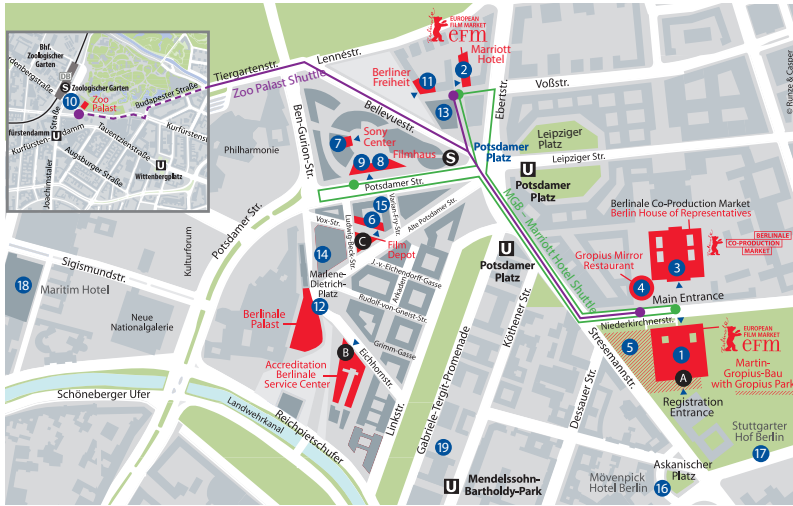 Bhf.
Zoologischer
Garten
DB
S
Zoologischer Garten
10
Zoo
Palast
Budapester Straße
Kurfürsten-
damm
Tauentzienstraße
Kurfürstenstr.
U
U
Wittenbergplatz
Augsburger Straße
Joachimstaler
Straße
Tiergartenstr.
Lennéstr.
Zoo Palast Shuttle
Bellevuestr.
Ben-Gurion-Str.
EUROPEAN
FILM MARKET
efm
Marriott
Hotel
2
Berliner
Freiheit
11
13
Ebertstr.
Voßstr.
© Runze & Casper
Leipziger
Platz
Leipziger Str.
Philharmonie
7
Sony
Center
9
8
Filmhaus
S
Potsdamer
Platz
U
Potsdamer
Platz
Potsdamer Str.
15
6
Varian-Fry-Str.
Alte Potsdamer Str.
Vox-Str.
Ludwig-Beck-Str.
C
Film
Depot
14
Marlene-
Dietrich-
Platz
12
J.-v.-Eichendorff-Gasse
Arkaden
Rudolf-von-Gneist-Str.
Grimm-Gasse
U
Potsdamer
Platz
MGB – Marriott Hotel Shuttle
Berlinale Co-Production Market
Berlin House of Representatives
BERLINALE
CO-PRODUCTION
MARKET
Gropius Mirror
Restaurant
3
4
Main Entrance
Niederkirchnerstr.
EUROPEAN
FILM MARKET
efm
5
1
A
Martin-
Gropius-Bau
with Gropius Park
Registration
Entrance
Potsdamer Str.
Kulturforum
Sigismundstr.
18
Maritim Hotel
Neue
Nationalgalerie
Berlinale
Palast
B
Accreditation
Berlinale
Service Center
Eichhornstr.
Linkstr.
Gabriele-Tergit-Promenade
Köthener Str.
Stresemannstr.
Dessauer Str.
Schöneberger Ufer
Landwehrkanal
Reichpietschufer
19
U
Mendelssohn-
Bartholdy-Park
Mövenpick
Hotel Berlin
16
Askanischer
Platz
Stuttgarter
Hof Berlin
17